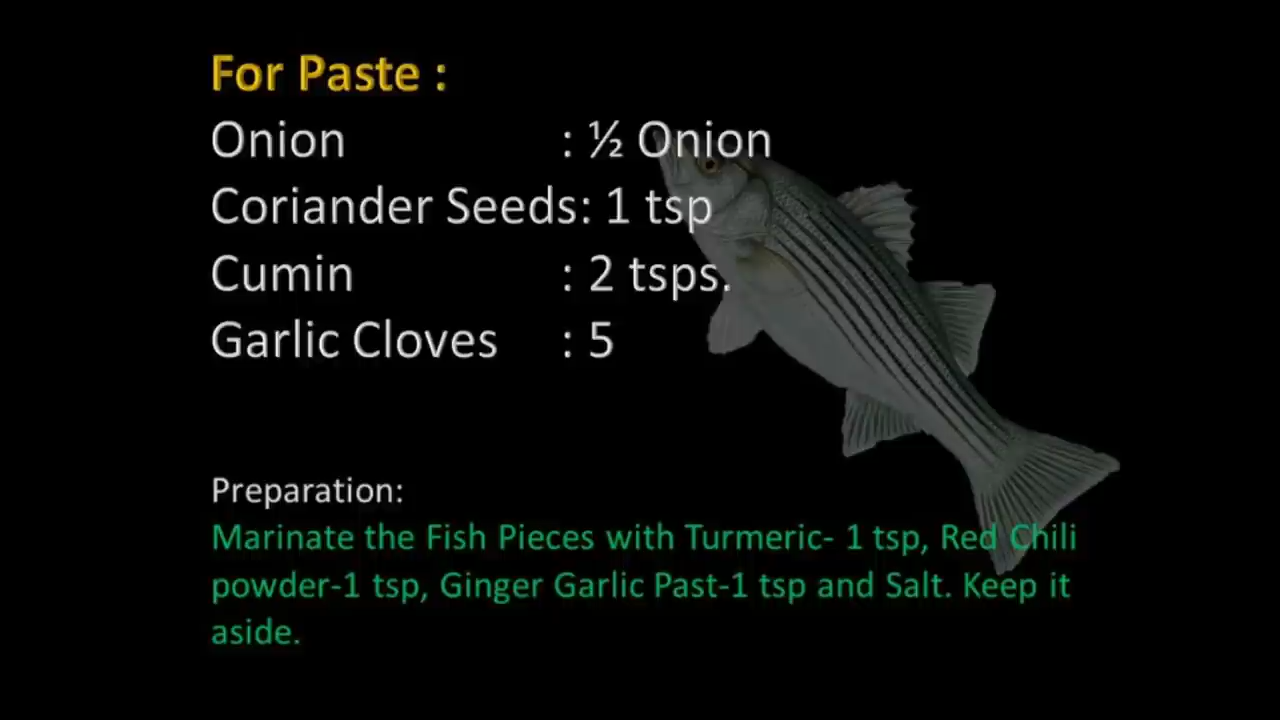 For Paste :
Onion : ½ Onion
Coriander Seeds: 1 tsp
Cumin : 2 tsps.
Garlic Cloves : 5
Preparation:
Marinate the Fish Pieces with Turmeric- 1 tsp, Red Chili
powder-1 tsp, Ginger Garlic Past-1 tsp and Salt. Keep it
aside.